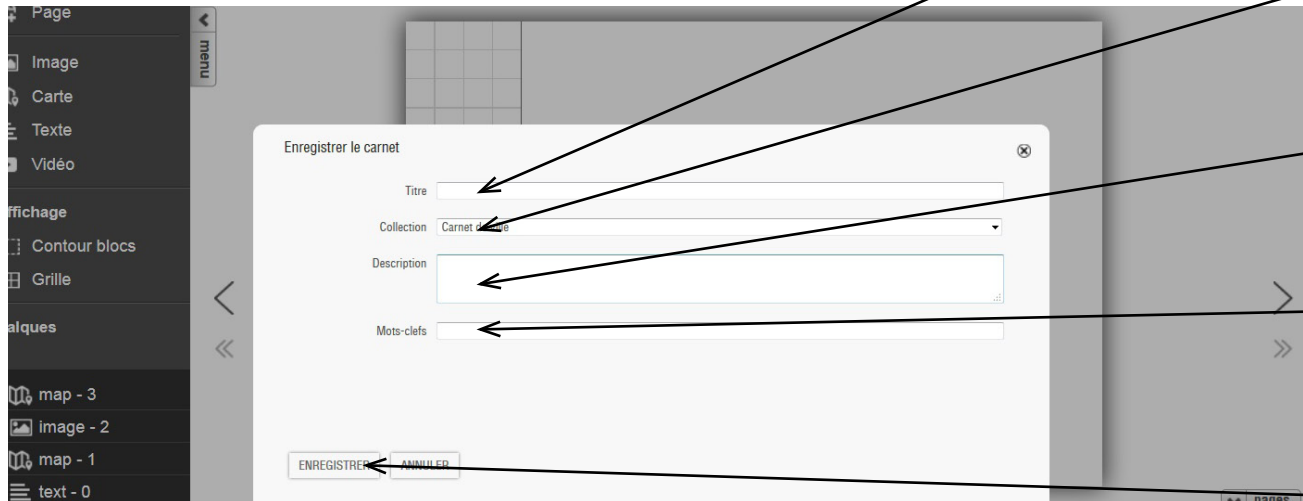 Page
menu
Image
Carte
Texte
Vidéo
ffichage
Contour blocs
Grille
alques
map - 3
image - 2
map - 1
text - 0
Enregistrer le carnet
Titre
Collection Carnet
Description
Mots-clefs
ENREGISTRER ANNULER
pages